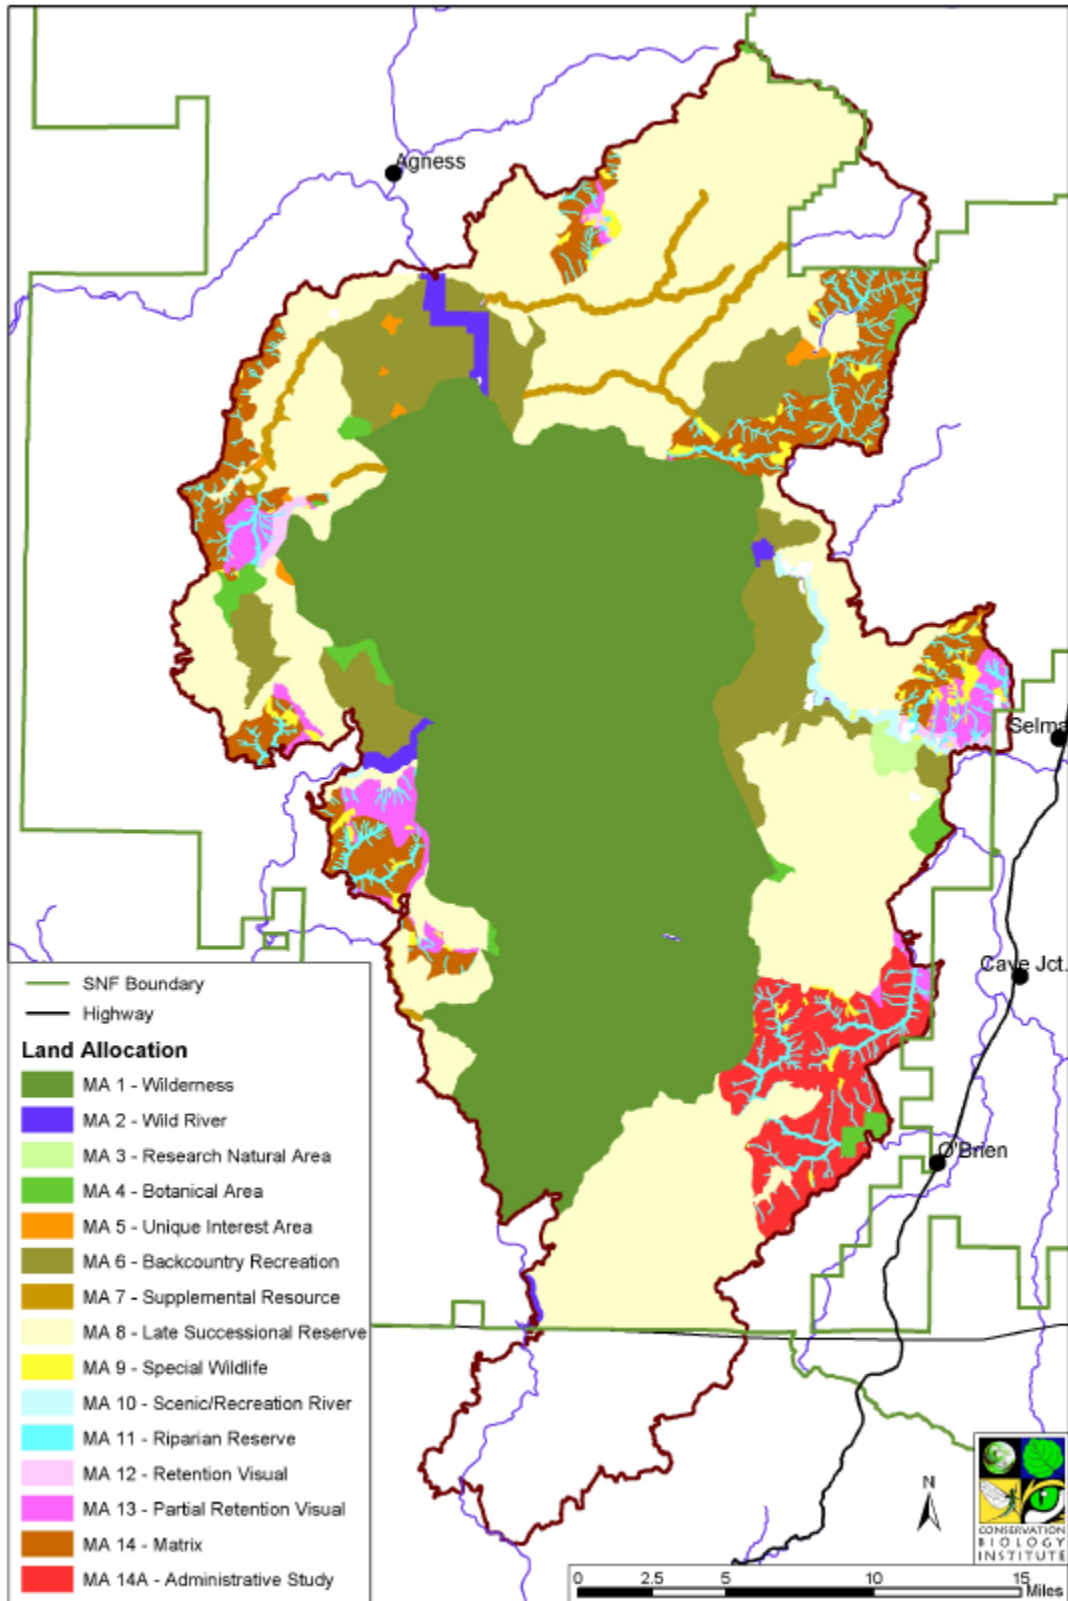 Agness
Selma
Cave Jct.
O'Brien
SNF Boundary
Highway
Land Allocation
MA 1 - Wilderness
MA 2 - Wild River
MA 3 - Research Natural Area
MA 4 - Botanical Area
MA 5 - Unique Interest Area
MA 6 - Backcountry Recreation
MA 7 - Supplemental Resource
MA 8 - Late Successional Reserve
MA 9 - Special Wildlife
MA 10 - Scenic/Recreation River
MA 11 - Riparian Reserve
MA 12 - Retention Visual
MA 13 - Partial Retention Visual
MA 14 - Matrix
MA 14A - Administrative Study
N
CONSERVATION
BIOLOGY
INSTITUTE
0 2.5 5 10 15
Miles